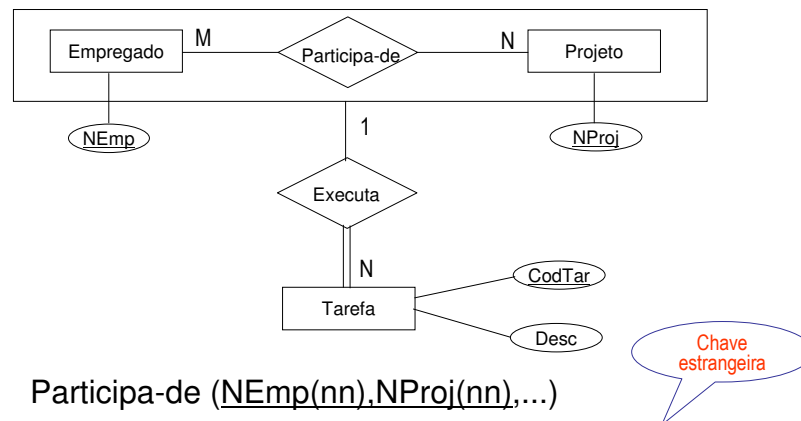 Empregado
M
Participa-de
N
Projeto
NEmp
NProj
1
Executa
N
Tarefa
CodTar
Desc
Chave
estrangeira
Participa-de (NEmp(nn),NProj(nn),...)